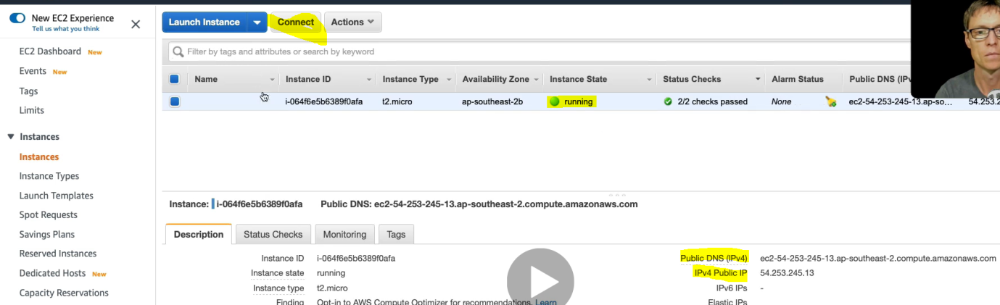 New EC2 Experience
Tell us what you think
EC2 Dashboard New
Events New
Tags
Limits
Instances
Instances
Instance Types
Launch Templates
Spot Requests
Savings Plans
Reserved Instances
Dedicated Hosts New
Capacity Reservations
Launch Instance Connect Actions
Filter by tags and attributes or search by keyword
Name Instance ID Instance Type Availability Zone Instance State Status Checks Alarm Status Public DNS (IPv
i-064f6e5b6389f0afa t2.micro ap-southeast-2b running 2/2 checks passed None ec2-54-253-245-13.ap-so... 54.253.2
Instance: i-064f6e5b6389f0afa Public DNS: ec2-54-253-245-13.ap-southeast-2.compute.amazonaws.com
Description Status Checks Monitoring Tags
Instance ID i-064f6e5b6389f0afa Public DNS (IPv4) ec2-54-253-245-13.ap-southeast-2.compute.amazonaws.com
Instance state running IPv4 Public IP 54.253.245.13
Instance type t2.micro IPv6 IPs -
Finding Opt-in to AWS Compute Optimizer for recommendations. Learn Elastic IPs